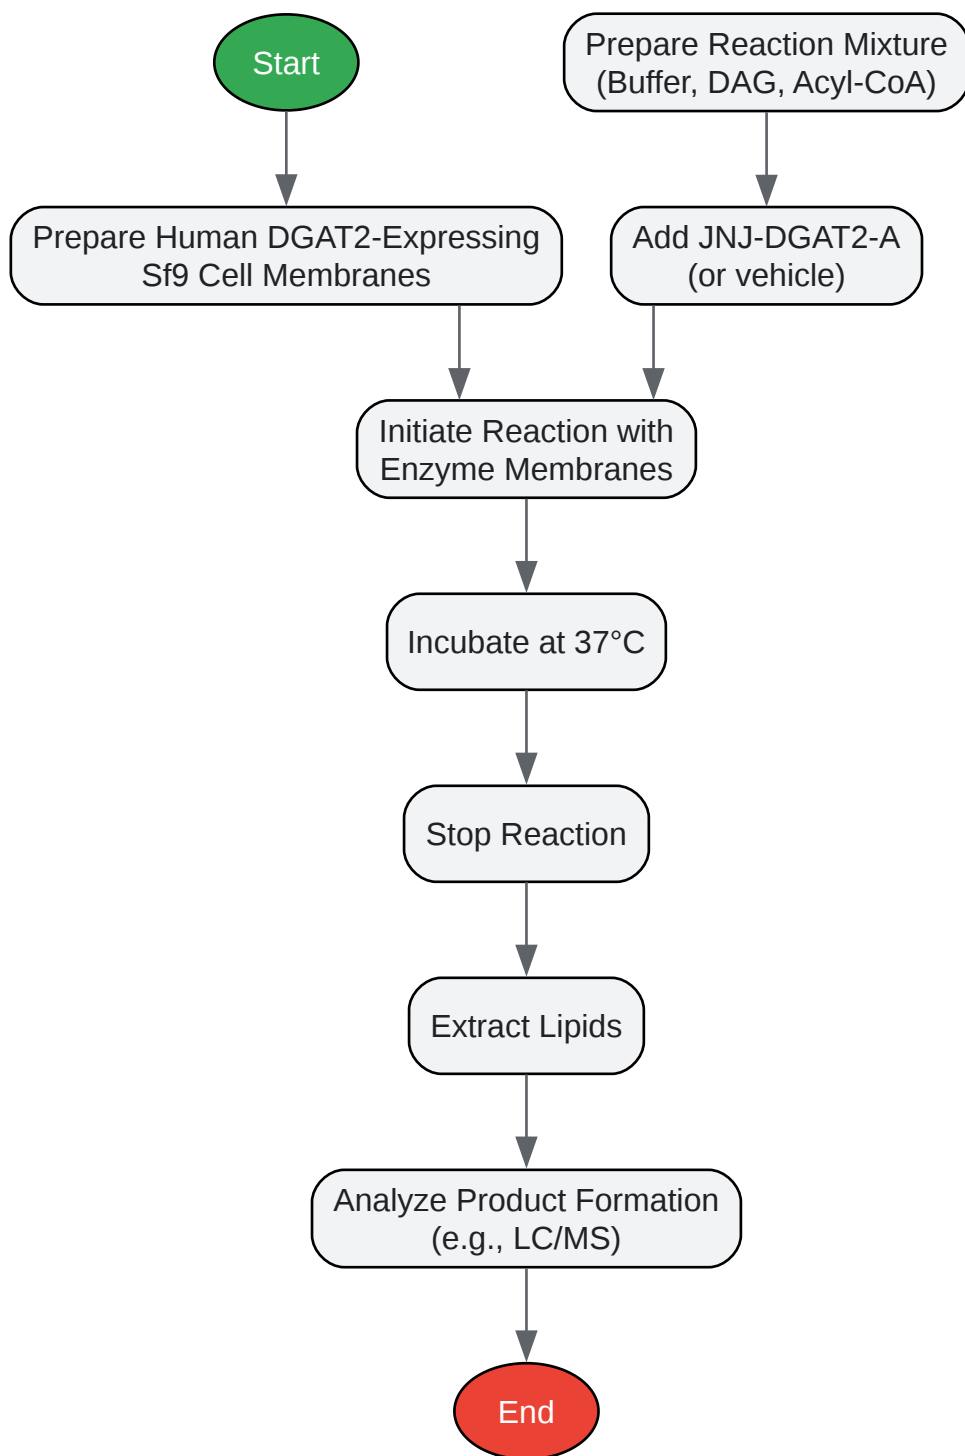 Start
Prepare Reaction Mixture
(Buffer, DAG, Acyl-CoA)
Prepare Human DGAT2-Expressing
Sf9 Cell Membranes
Add JNJ-DGAT2-A
(or vehicle)
Initiate Reaction with
Enzyme Membranes
Incubate at 37°C
Stop Reaction
Extract Lipids
Analyze Product Formation
(e.g., LC/MS)
End